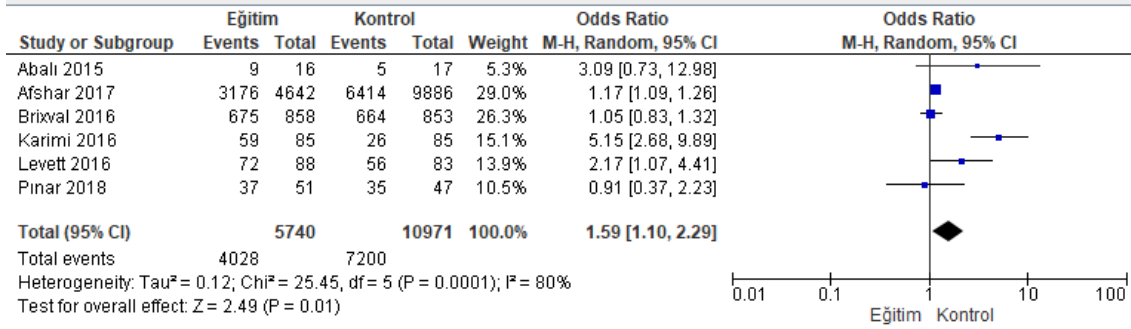 Eğitim Kontrol Odds Ratio Odds Ratio
Study or Subgroup Events Total Events Total Weight M-H, Random, 95% CI M-H, Random, 95% CI
Abalı 2015 9 16 5 17 5.3% 3.09 [0.73, 12.98]
Afshar 2017 3176 4642 6414 9886 29.0% 1.17 [1.09, 1.26]
Brixval 2016 675 858 664 853 26.3% 1.05 [0.83, 1.32]
Karimi 2016 59 85 26 85 15.1% 5.15 [2.68, 9.89]
Levett 2016 72 88 56 83 13.9% 2.17 [1.07, 4.41]
Pınar 2018 37 51 35 47 10.5% 0.91 [0.37, 2.23]
Total (95% CI) 5740 10971 100.0% 1.59 [1.10, 2.29]
Total events 4028 7200
Heterogeneity: Tau² = 0.12; Chi² = 25.45, df = 5 (P = 0.0001); I² = 80%
Test for overall effect: Z = 2.49 (P = 0.01)
0.01 0.1 1 10 100
Eğitim Kontrol